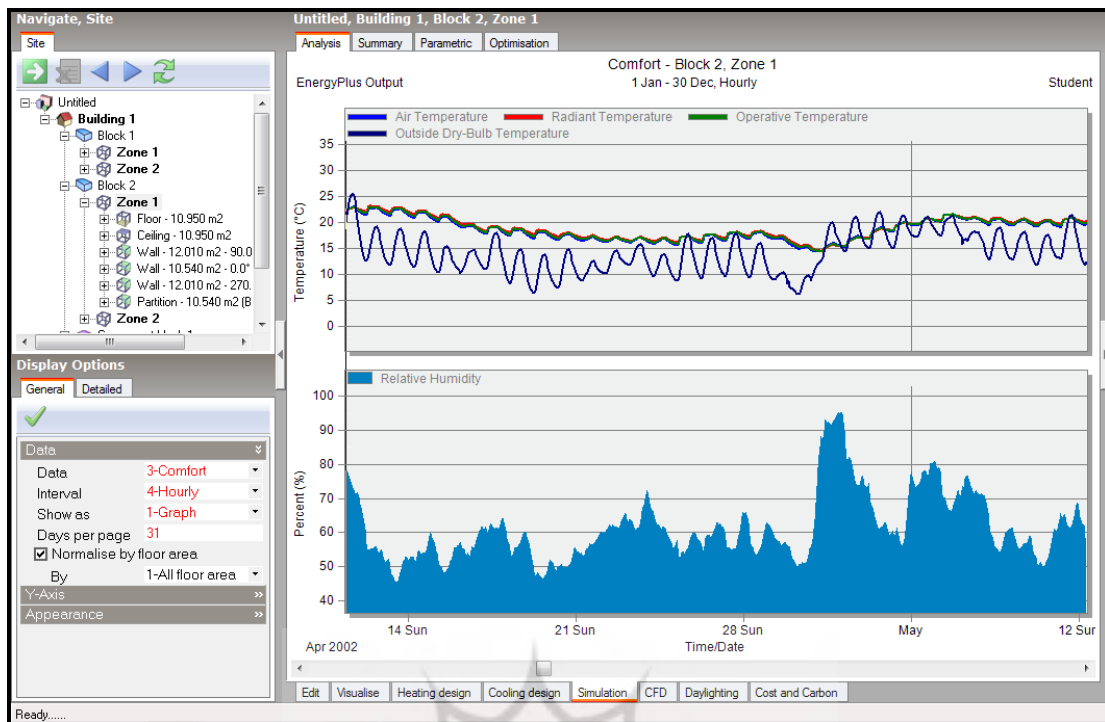 Navigate, Site
Site
Untitled
Building 1
Block 1
Zone 1
Zone 2
Block 2
Zone 1
Floor - 10.950 m2
Ceiling - 10.950 m2
Wall - 12.010 m2 - 90.0
Wall - 10.540 m2 - 0.0°
Wall - 12.010 m2 - 270.
Partition - 10.540 m2 (B
Zone 2
Display Options
General Detailed
Data
Data 3-Comfort
Interval 4-Hourly
Show as 1-Graph
Days per page 31
Normalise by floor area
By 1-All floor area
Y-Axis
Appearance
Untitled, Building 1, Block 2, Zone 1
Analysis Summary Parametric Optimisation
Comfort - Block 2, Zone 1
EnergyPlus Output 1 Jan - 30 Dec, Hourly Student
Air Temperature Radiant Temperature Operative Temperature
Outside Dry-Bulb Temperature
Temperature (°C)
35
30
25
20
15
10
5
0
Relative Humidity
Percent (%)
100
90
80
70
60
50
40
14 Sun 21 Sun 28 Sun May 12 Sun
Apr 2002 Time/Date
Edit Visualise Heating design Cooling design Simulation CFD Daylighting Cost and Carbon
Ready......